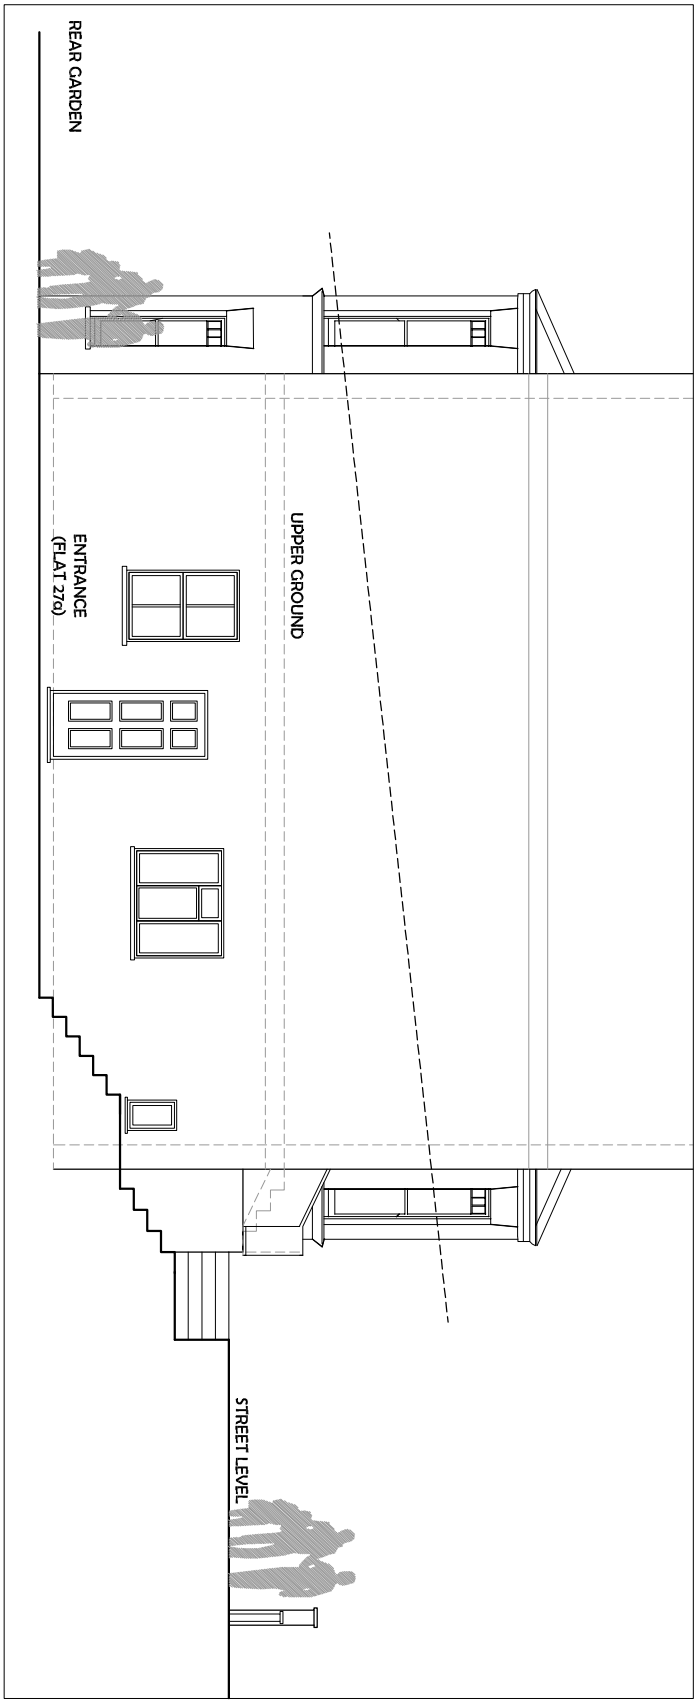 REAR GARDEN
UPPER GROUND
ENTRANCE
(FLAT 27a)
STREET LEVEL